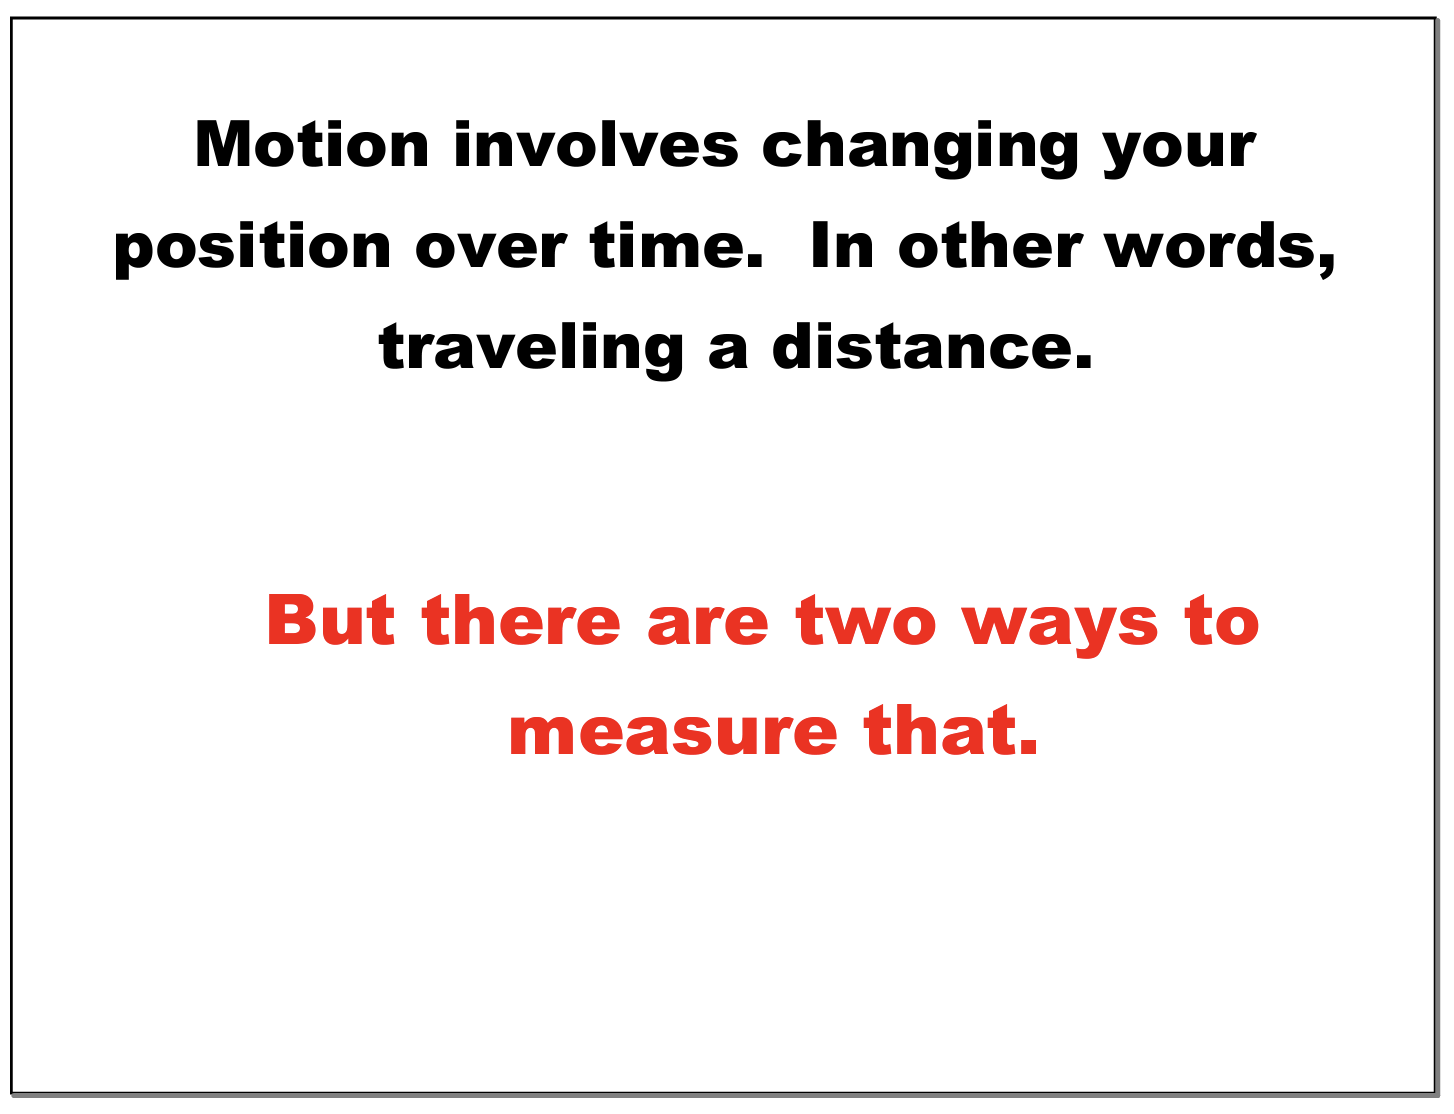 Motion involves changing your
position over time.  In other words,
traveling a distance.
But there are two ways to
measure that.